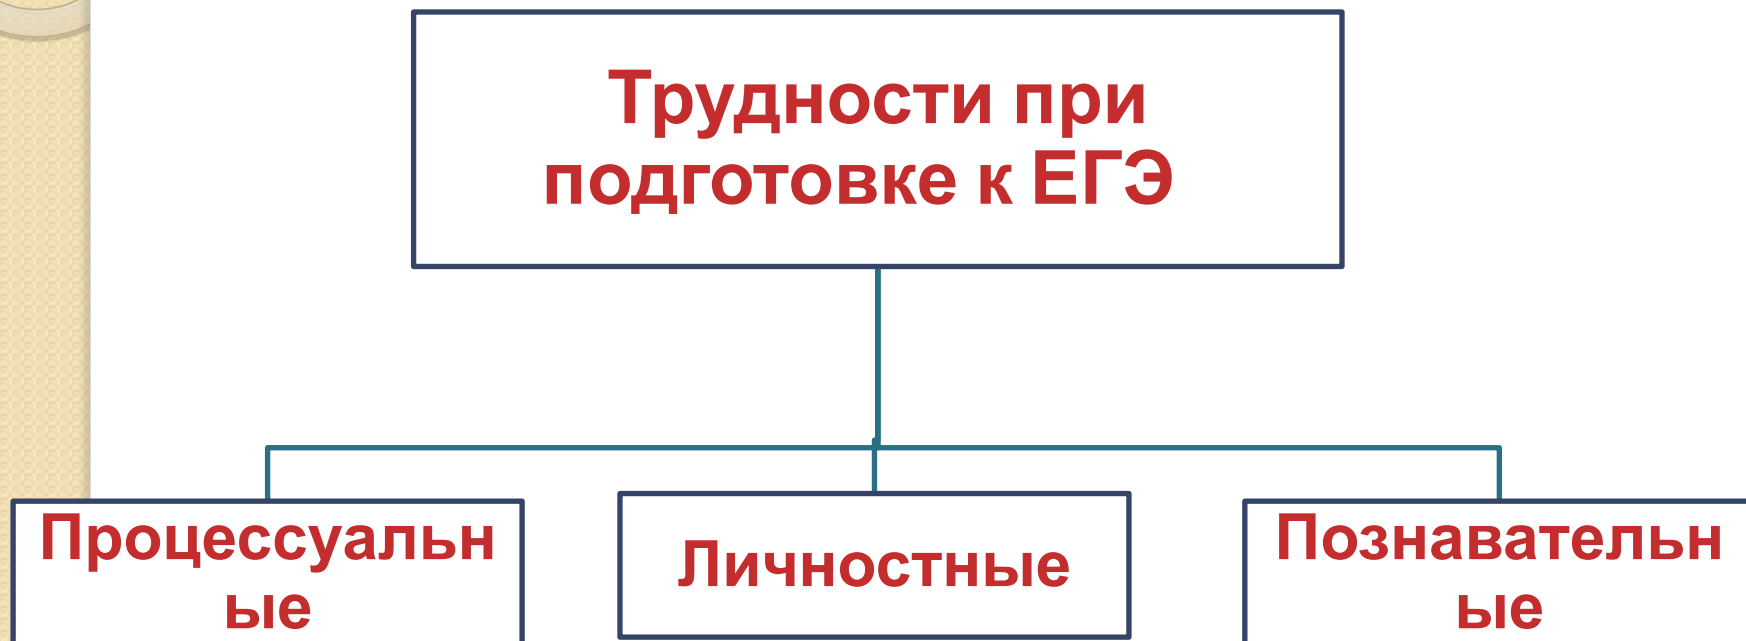 Трудности при
подготовке к ЕГЭ
Процессуальн
ые
Личностные
Познавательн
ые